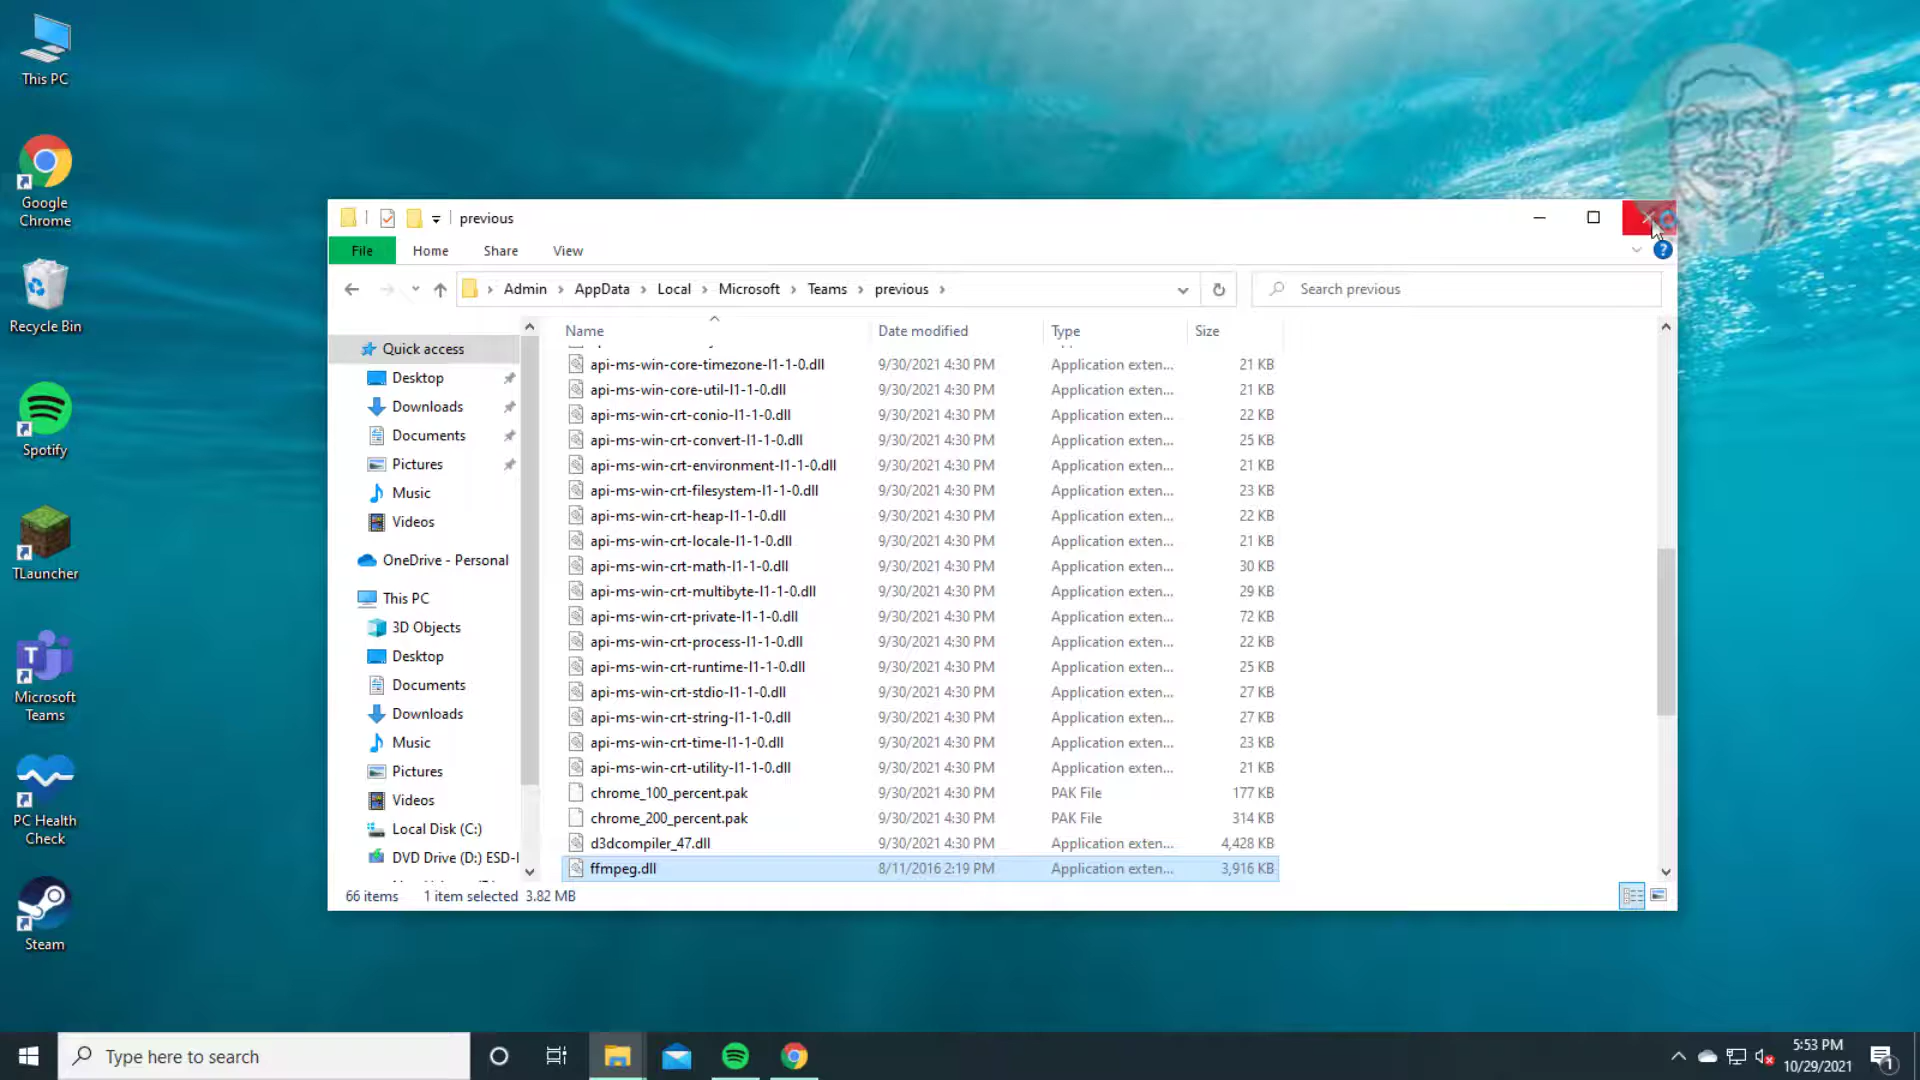 This PC
Google
Chrome
Recycle Bin
Spotify
TLauncher
Microsoft
Teams
PC Health
Check
Steam
previous
File Home Share View
Admin > AppData > Local > Microsoft > Teams > previous >
Search previous
Quick access
Desktop
Downloads
Documents
Pictures
Music
Videos
OneDrive - Personal
This PC
3D Objects
Desktop
Documents
Downloads
Music
Pictures
Videos
Local Disk (C:)
DVD Drive (D:) ESD-I
Name Date modified Type Size
api-ms-win-core-timezone-l1-1-0.dll 9/30/2021 4:30 PM Application exten... 21 KB
api-ms-win-core-util-l1-1-0.dll 9/30/2021 4:30 PM Application exten... 21 KB
api-ms-win-crt-conio-l1-1-0.dll 9/30/2021 4:30 PM Application exten... 22 KB
api-ms-win-crt-convert-l1-1-0.dll 9/30/2021 4:30 PM Application exten... 25 KB
api-ms-win-crt-environment-l1-1-0.dll 9/30/2021 4:30 PM Application exten... 21 KB
api-ms-win-crt-filesystem-l1-1-0.dll 9/30/2021 4:30 PM Application exten... 23 KB
api-ms-win-crt-heap-l1-1-0.dll 9/30/2021 4:30 PM Application exten... 22 KB
api-ms-win-crt-locale-l1-1-0.dll 9/30/2021 4:30 PM Application exten... 21 KB
api-ms-win-crt-math-l1-1-0.dll 9/30/2021 4:30 PM Application exten... 30 KB
api-ms-win-crt-multibyte-l1-1-0.dll 9/30/2021 4:30 PM Application exten... 29 KB
api-ms-win-crt-private-l1-1-0.dll 9/30/2021 4:30 PM Application exten... 72 KB
api-ms-win-crt-process-l1-1-0.dll 9/30/2021 4:30 PM Application exten... 22 KB
api-ms-win-crt-runtime-l1-1-0.dll 9/30/2021 4:30 PM Application exten... 25 KB
api-ms-win-crt-stdio-l1-1-0.dll 9/30/2021 4:30 PM Application exten... 27 KB
api-ms-win-crt-string-l1-1-0.dll 9/30/2021 4:30 PM Application exten... 27 KB
api-ms-win-crt-time-l1-1-0.dll 9/30/2021 4:30 PM Application exten... 23 KB
api-ms-win-crt-utility-l1-1-0.dll 9/30/2021 4:30 PM Application exten... 21 KB
chrome_100_percent.pak 9/30/2021 4:30 PM PAK File 177 KB
chrome_200_percent.pak 9/30/2021 4:30 PM PAK File 314 KB
d3dcompiler_47.dll 9/30/2021 4:30 PM Application exten... 4,428 KB
ffmpeg.dll 8/11/2016 2:19 PM Application exten... 3,916 KB
66 items 1 item selected 3.82 MB
Type here to search
5:53 PM
10/29/2021
1